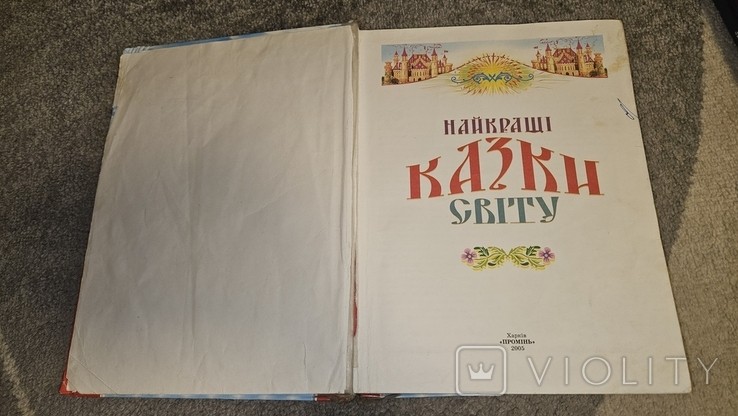 НАЙКРАЩІ
КАЗКИ
СВІТУ
Харків
«ПРОМІНЬ»
2005
VIOLITY